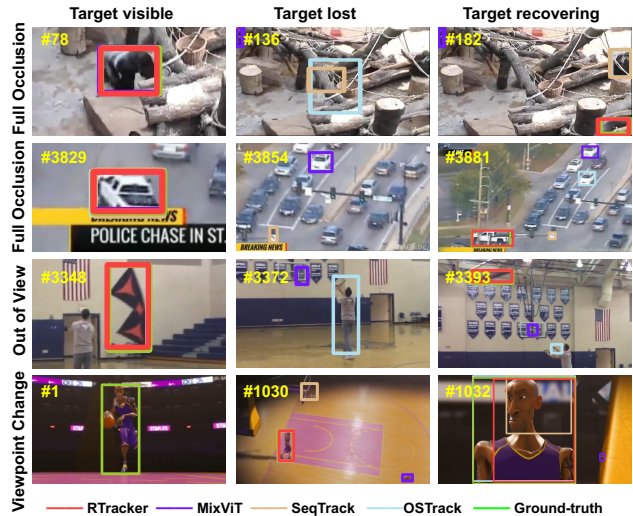 Target visible Target lost Target recovering
Full Occlusion
#78 #136 #182
Full Occlusion
#3829 #3854 #3881
BREAKING NEWS
POLICE CHASE IN ST.
BREAKING NEWS
BREAKING NEWS
Out of View
#3348 #3372 #3393
Viewpoint Change
#1 #1030 #1032
STAPLES
RTracker MixViT SeqTrack OSTrack Ground-truth